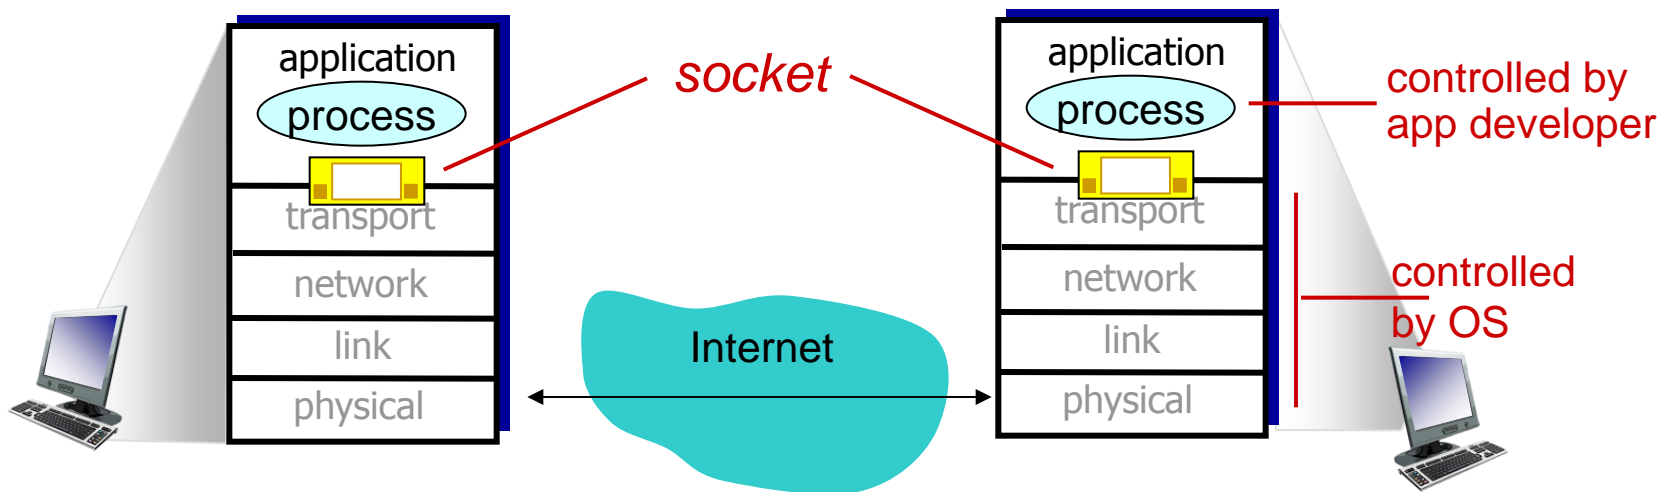 application
process
transport
network
link
physical
socket
Internet
application
process
transport
network
link
physical
controlled by
app developer
controlled
by OS